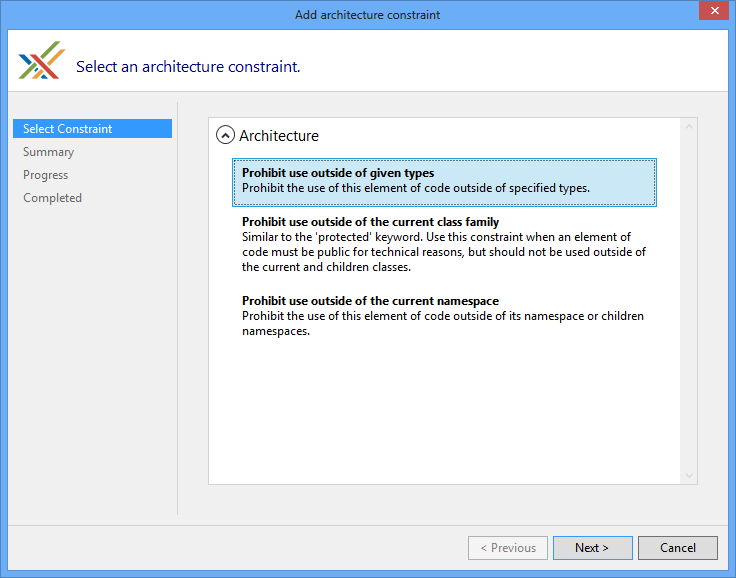 Add architecture constraint
Select an architecture constraint.
Select Constraint
Summary
Progress
Completed
Architecture
Prohibit use outside of given types
Prohibit the use of this element of code outside of specified types.
Prohibit use outside of the current class family
Similar to the 'protected' keyword. Use this constraint when an element of
code must be public for technical reasons, but should not be used outside of
the current and children classes.
Prohibit use outside of the current namespace
Prohibit the use of this element of code outside of its namespace or children
namespaces.
< Previous
Next >
Cancel